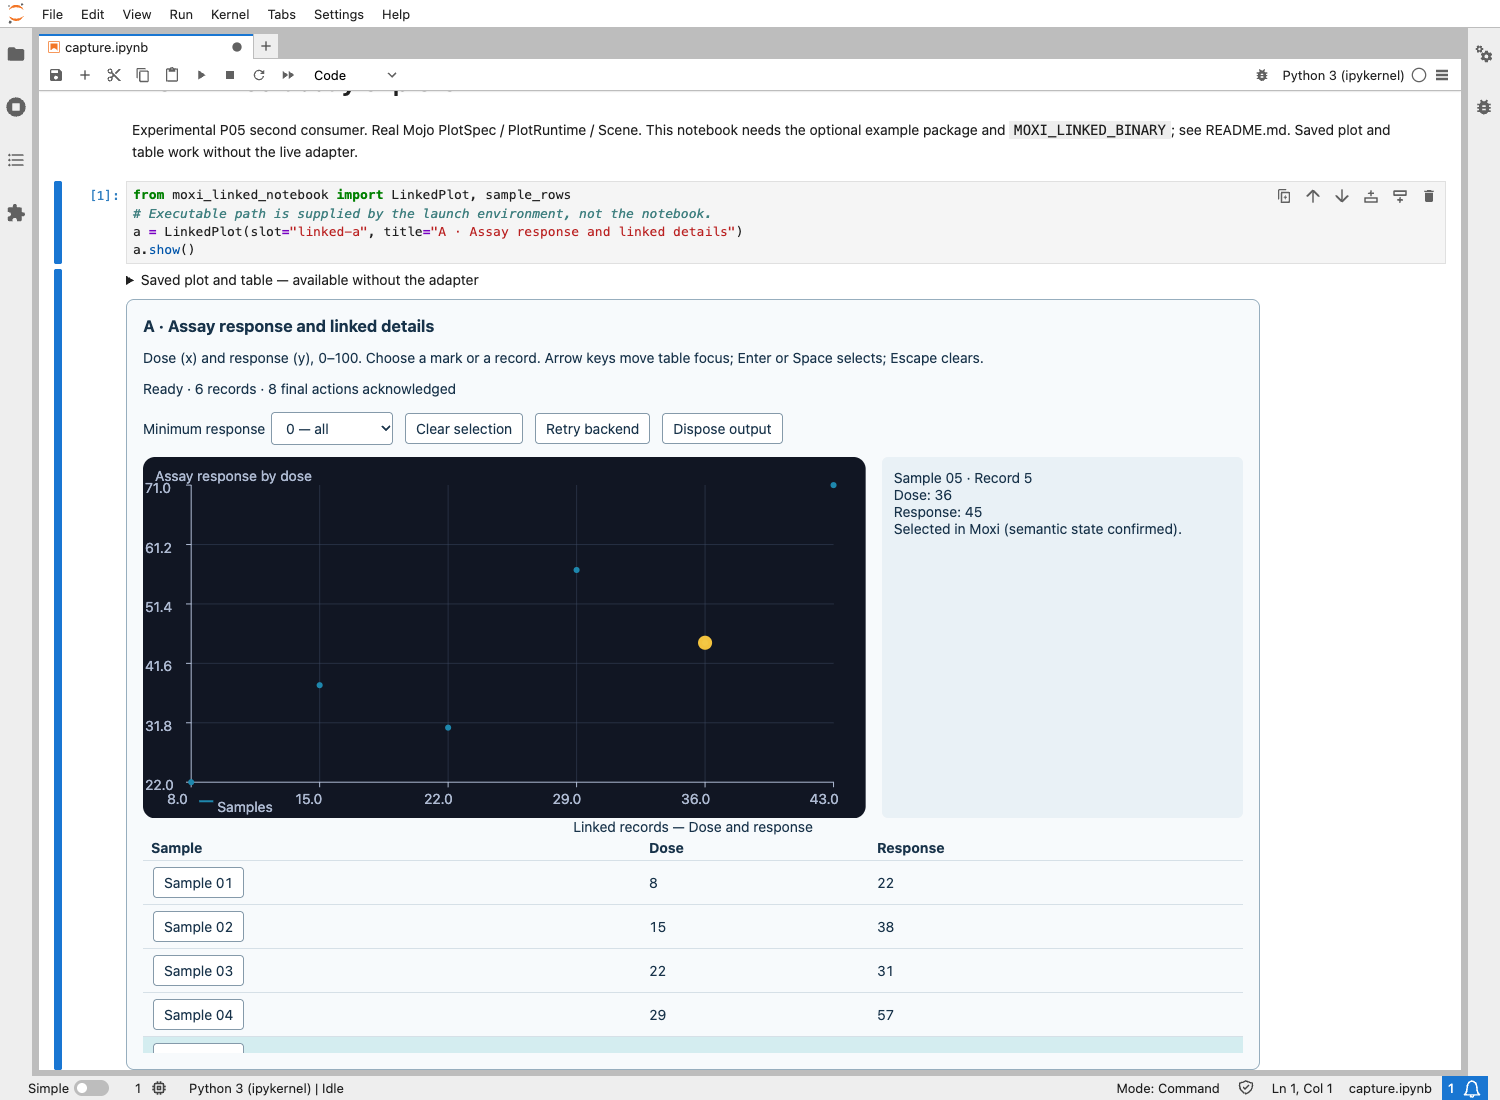 File Edit View Run Kernel Tabs Settings Help
capture.ipynb
Code
Python 3 (ipykernel)
Experimental P05 second consumer. Real Mojo PlotSpec / PlotRuntime / Scene. This notebook needs the optional example package and MOXI_LINKED_BINARY ; see README.md. Saved plot and
table work without the live adapter.
[1]:
from moxi_linked_notebook import LinkedPlot, sample_rows
# Executable path is supplied by the launch environment, not the notebook.
a = LinkedPlot(slot="linked-a", title="A · Assay response and linked details")
a.show()
Saved plot and table — available without the adapter
A · Assay response and linked details
Dose (x) and response (y), 0–100. Choose a mark or a record. Arrow keys move table focus; Enter or Space selects; Escape clears.
Ready · 6 records · 8 final actions acknowledged
Minimum response 0 — all Clear selection Retry backend Dispose output
Assay response by dose
71.0
61.2
51.4
41.6
31.8
22.0
8.0 15.0 22.0 29.0 36.0 43.0
Samples
Sample 05 · Record 5
Dose: 36
Response: 45
Selected in Moxi (semantic state confirmed).
Linked records — Dose and response
Sample Dose Response
Sample 01 8 22
Sample 02 15 38
Sample 03 22 31
Sample 04 29 57
Simple 1 Python 3 (ipykernel) | Idle Mode: Command Ln 1, Col 1 capture.ipynb 1